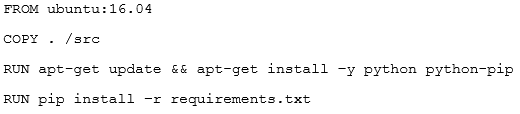 FROM ubuntu:16.04
COPY . /src
RUN apt-get update && apt-get install –y python python-pip
RUN pip install –r requirements.txt